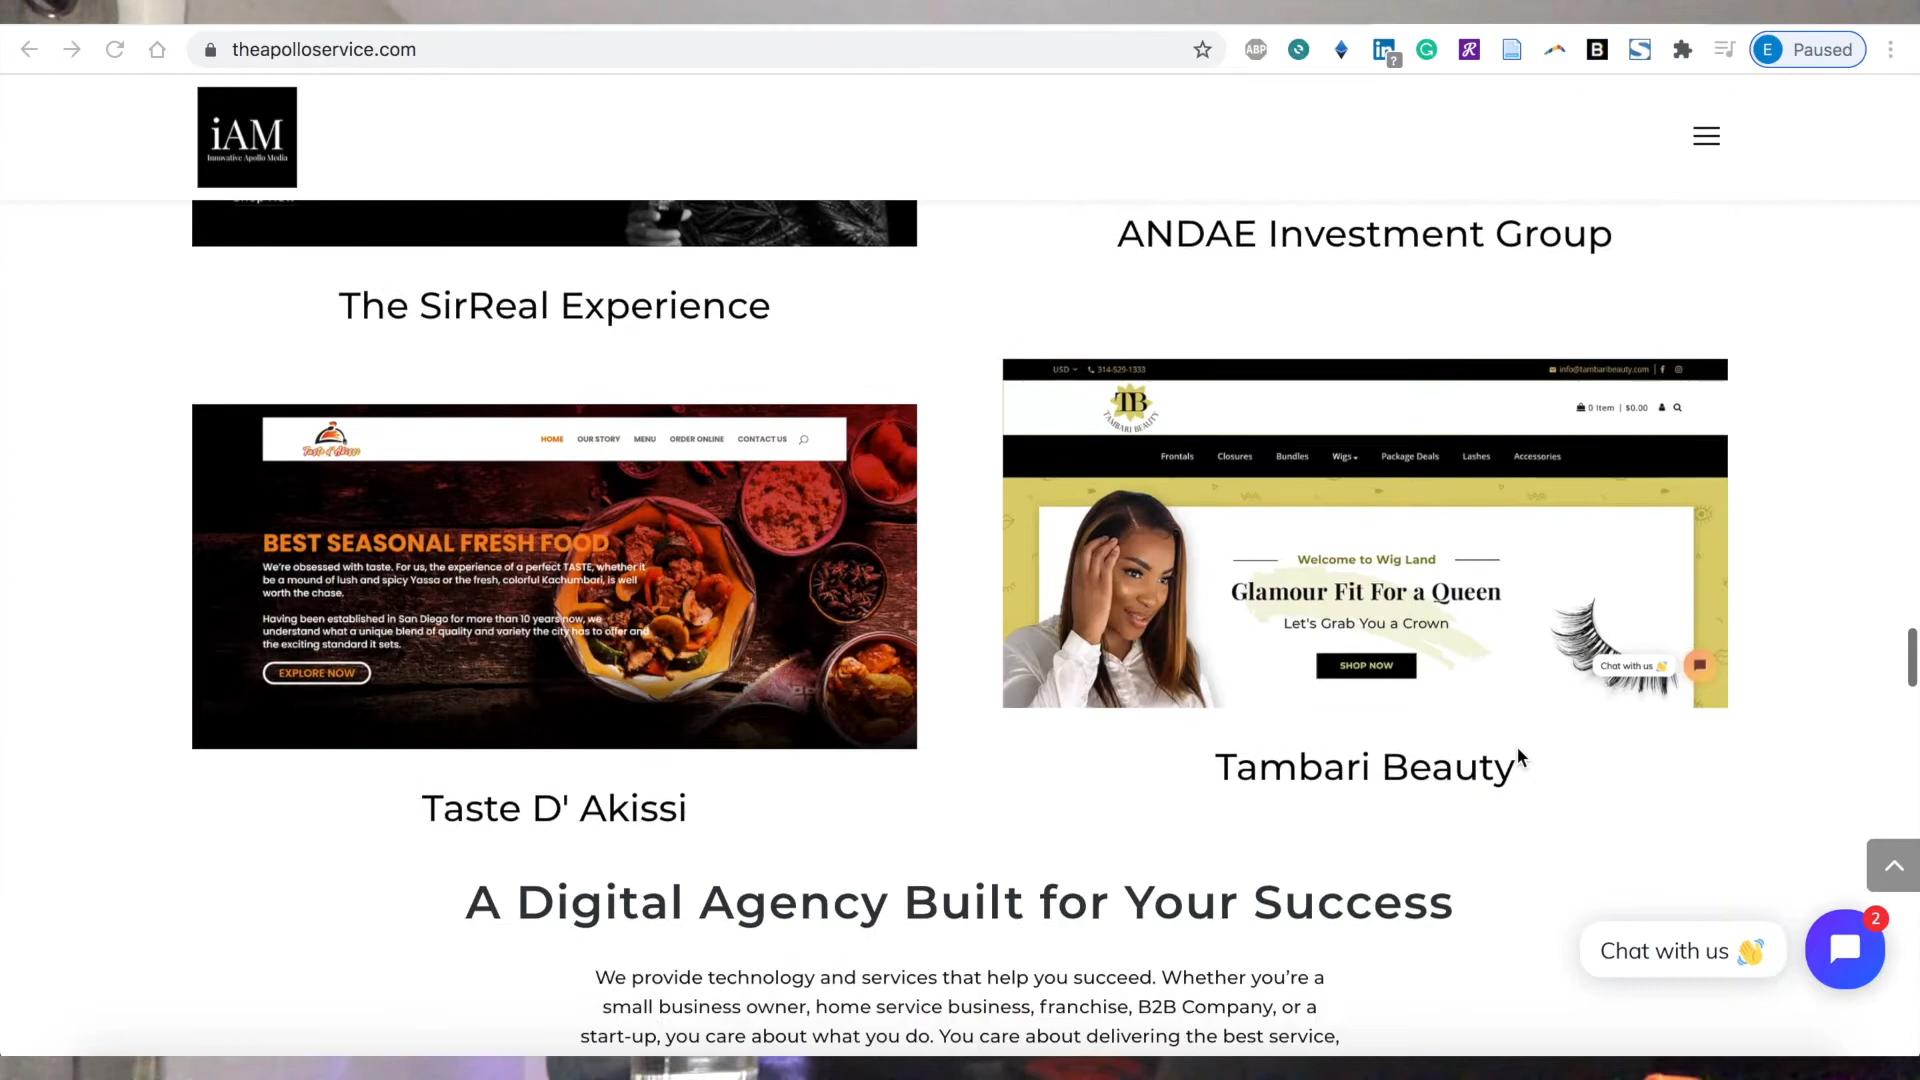 theapolloservice.com
ABP
E Paused
iAM
Innovative Apollo Media
ANDAE Investment Group
The SirReal Experience
Taste d'Akissi
HOME OUR STORY MENU ORDER ONLINE CONTACT US
BEST SEASONAL FRESH FOOD
We're obsessed with taste. For us, the experience of a perfect TASTE, whether it
be a mound of lush and spicy Yassa or the fresh, colorful Kachumbari, is well
worth the chase.
Having been established in San Diego for more than 10 years now, we
understand what a unique blend of quality and variety the city has to offer and
the exciting standard it sets.
EXPLORE NOW
Taste D' Akissi
USD 314-529-1333
info@tambaribeauty.com
TB
TAMBARI BEAUTY
0 Item | $0.00
Frontals Closures Bundles Wigs Package Deals Lashes Accessories
Welcome to Wig Land
Glamour Fit For a Queen
Let's Grab You a Crown
SHOP NOW
Chat with us
Tambari Beauty
A Digital Agency Built for Your Success
We provide technology and services that help you succeed. Whether you're a
small business owner, home service business, franchise, B2B Company, or a
start-up, you care about what you do. You care about delivering the best service,
Chat with us
2